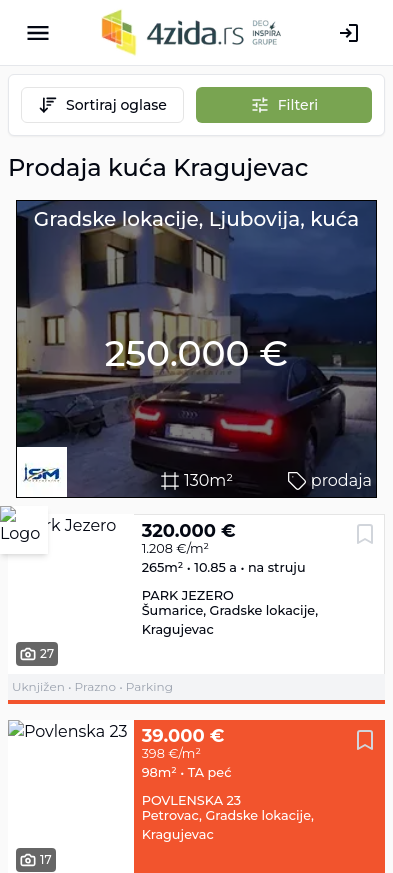 4zida.rs DEO INSPIRA GRUPE
Sortiraj oglase
Filteri
Prodaja kuća Kragujevac
Gradske lokacije, Ljubovija, kuća
250.000 €
ISM
130m²
prodaja
Logo
rk Jezero
320.000 €
1.208 €/m²
265m² • 10.85 a • na struju
PARK JEZERO
Šumarice, Gradske lokacije,
Kragujevac
27
Uknjižen • Prazno • Parking
Povlenska 23
39.000 €
398 €/m²
98m² • TA peć
POVLENSKA 23
Petrovac, Gradske lokacije,
Kragujevac
17